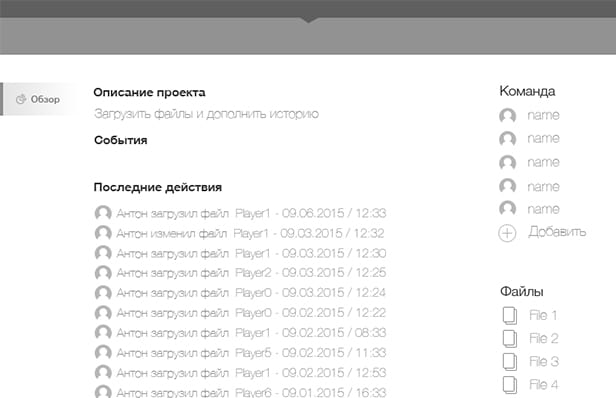 Обзор
Описание проекта
Загрузить файлы и дополнить историю
События
Последние действия
Антон загрузил файл Player1 - 09.06.2015 / 12:33
Антон изменил файл Player1 - 09.03.2015 / 12:32
Антон загрузил файл Player1 - 09.03.2015 / 12:30
Антон загрузил файл Player2 - 09.03.2015 / 12:25
Антон загрузил файл Player0 - 09.03.2015 / 12:24
Антон загрузил файл Player0 - 09.02.2015 / 12:22
Антон загрузил файл Player1 - 09.02.2015 / 08:33
Антон загрузил файл Player5 - 09.02.2015 / 11:33
Антон загрузил файл Player1 - 09.02.2015 / 12:53
Антон загрузил файл Player6 - 09.01.2015 / 16:33
Команда
name
name
name
name
name
Добавить
Файлы
File 1
File 2
File 3
File 4